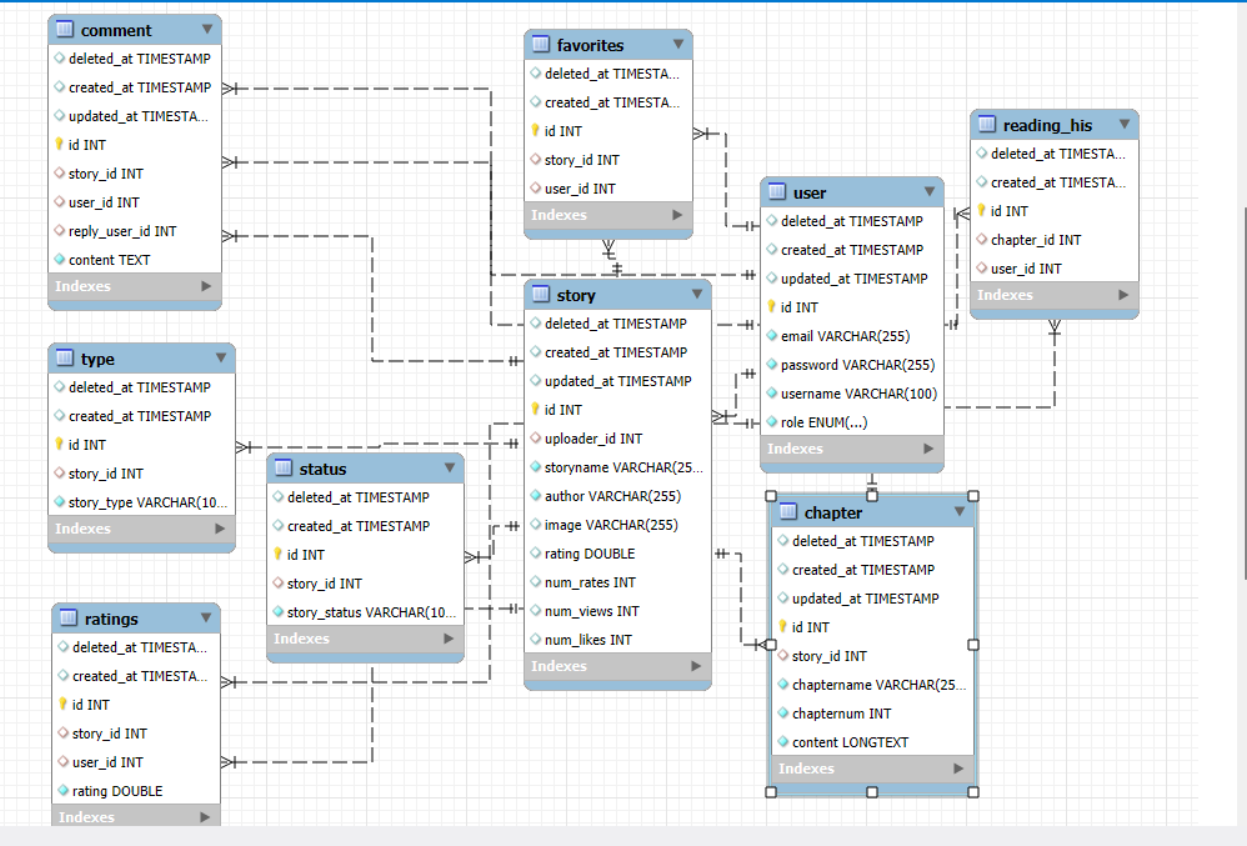 comment
deleted_at TIMESTAMP
created_at TIMESTAMP
updated_at TIMESTA...
id INT
story_id INT
user_id INT
reply_user_id INT
content TEXT
Indexes
favorites
deleted_at TIMESTA...
created_at TIMESTA...
id INT
story_id INT
user_id INT
Indexes
reading_his
deleted_at TIMESTA...
created_at TIMESTA...
id INT
chapter_id INT
user_id INT
Indexes
user
deleted_at TIMESTAMP
created_at TIMESTAMP
updated_at TIMESTAMP
id INT
email VARCHAR(255)
password VARCHAR(255)
username VARCHAR(100)
role ENUM(...)
Indexes
story
deleted_at TIMESTAMP
created_at TIMESTAMP
updated_at TIMESTAMP
id INT
uploader_id INT
storyname VARCHAR(25...
author VARCHAR(255)
image VARCHAR(255)
rating DOUBLE
num_rates INT
num_views INT
num_likes INT
Indexes
type
deleted_at TIMESTAMP
created_at TIMESTAMP
id INT
story_id INT
story_type VARCHAR(10...
Indexes
status
deleted_at TIMESTAMP
created_at TIMESTAMP
id INT
story_id INT
story_status VARCHAR(10...
Indexes
chapter
deleted_at TIMESTAMP
created_at TIMESTAMP
updated_at TIMESTAMP
id INT
story_id INT
chaptername VARCHAR(25...
chapternum INT
content LONGTEXT
Indexes
ratings
deleted_at TIMESTA...
created_at TIMESTA...
id INT
story_id INT
user_id INT
rating DOUBLE
Indexes